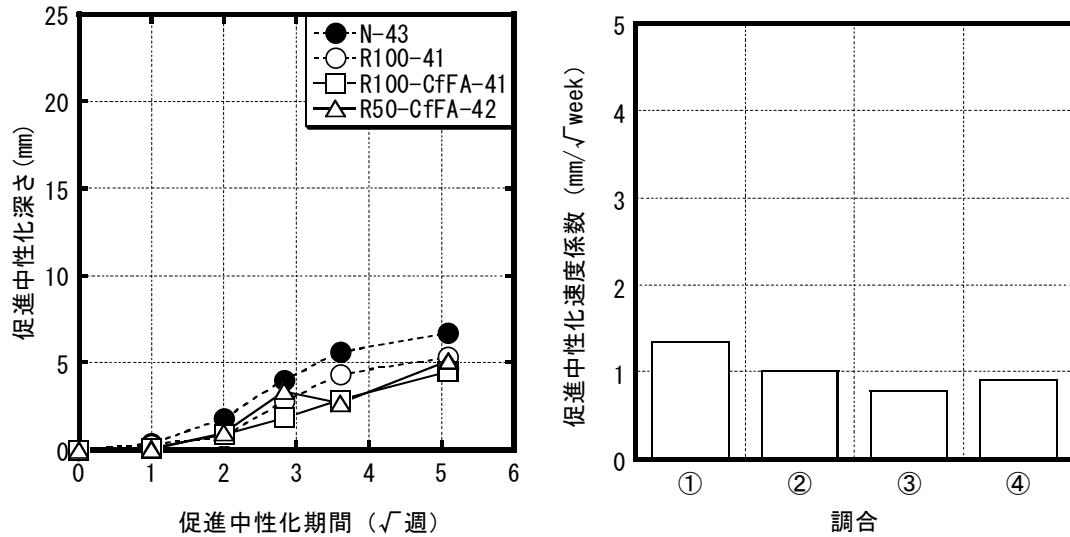 25
20
15
10
5
0
促進中性化深さ(mm)
N-43
R100-41
R100-CfFA-41
R50-CfFA-42
0 1 2 3 4 5 6
促進中性化期間 (√週)
5
4
3
2
1
0
促進中性化速度係数 (mm/√week)
① ② ③ ④
調合